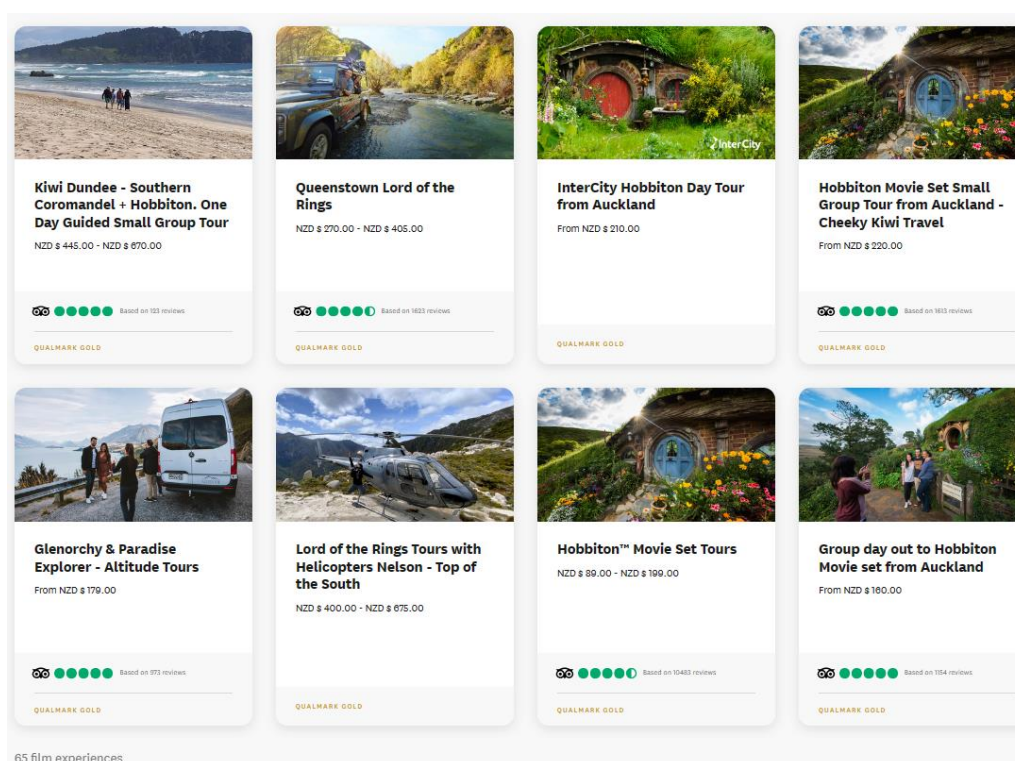 InterCity
Kiwi Dundee - Southern
Coromandel + Hobbiton. One
Day Guided Small Group Tour
NZD $ 445.00 - NZD $ 670.00
Based on 123 reviews
QUALMARK GOLD
Queenstown Lord of the
Rings
NZD $ 270.00 - NZD $ 405.00
Based on 1623 reviews
QUALMARK GOLD
InterCity Hobbiton Day Tour
from Auckland
From NZD $ 210.00
QUALMARK GOLD
Hobbiton Movie Set Small
Group Tour from Auckland -
Cheeky Kiwi Travel
From NZD $ 220.00
Based on 1613 reviews
QUALMARK GOLD
Glenorchy & Paradise
Explorer - Altitude Tours
From NZD $ 179.00
Based on 973 reviews
QUALMARK GOLD
Lord of the Rings Tours with
Helicopters Nelson - Top of
the South
NZD $ 400.00 - NZD $ 675.00
QUALMARK GOLD
Hobbiton™ Movie Set Tours
NZD $ 89.00 - NZD $ 199.00
Based on 10483 reviews
QUALMARK GOLD
Group day out to Hobbiton
Movie set from Auckland
From NZD $ 160.00
Based on 1154 reviews
QUALMARK GOLD
65 film experiences